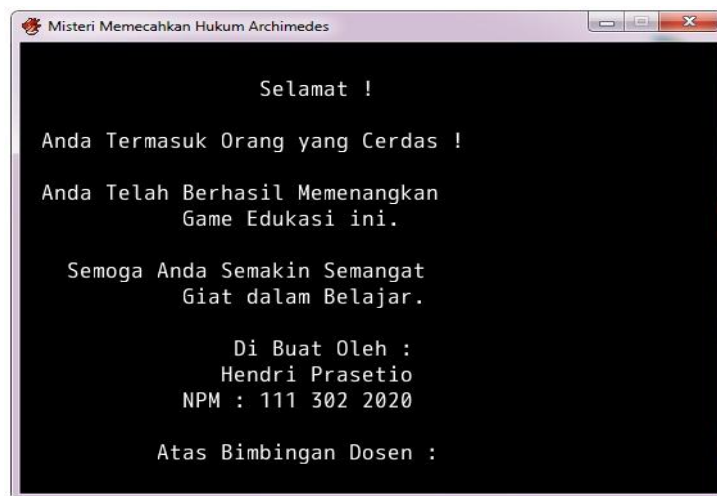 Misteri Memecahkan Hukum Archimedes
Selamat !
Anda Termasuk Orang yang Cerdas !
Anda Telah Berhasil Memenangkan
Game Edukasi ini.
Semoga Anda Semakin Semangat
Giat dalam Belajar.
Di Buat Oleh :
Hendri Prasetio
NPM : 111 302 2020
Atas Bimbingan Dosen :